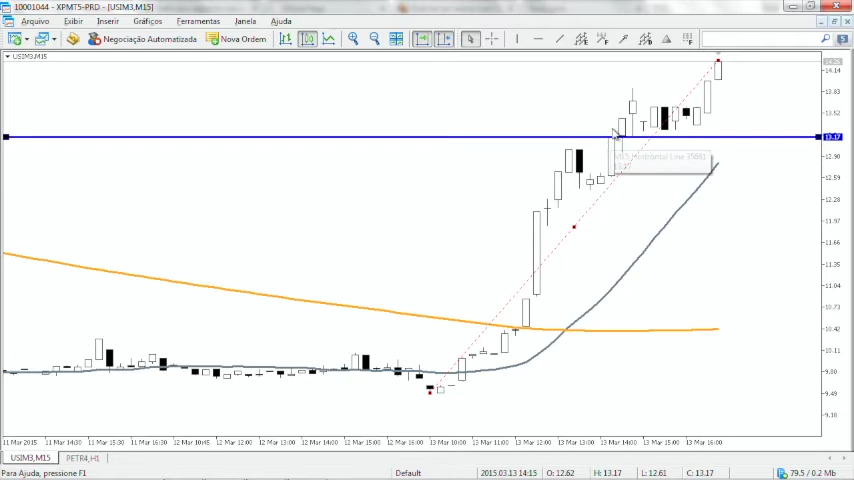 10001044 - XPMT5-PRD - [USIM3,M15]
Arquivo Exibir Inserir Gráficos Ferramentas Janela Ajuda
Negociação Automatizada Nova Ordem
USIM3,M15
14.26
14.14
13.83
13.52
13.17
M15 Horizontal Line 35681
13.17
12.90
12.59
12.28
11.97
11.66
11.35
11.04
10.73
10.42
10.11
9.80
9.49
9.18
11 Mar 2015 11 Mar 14:30 11 Mar 15:30 11 Mar 16:30 12 Mar 10:45 12 Mar 12:00 12 Mar 13:00 12 Mar 14:00 12 Mar 15:00 12 Mar 16:00 13 Mar 10:00 13 Mar 11:00 13 Mar 12:00 13 Mar 13:00 13 Mar 14:00 13 Mar 15:00 13 Mar 16:00
USIM3,M15 PETR4,H1
Para Ajuda, pressione F1 Default 2015.03.13 14:15 O: 12.62 H: 13.17 L: 12.61 C: 13.17 79.5 / 0.2 Mb